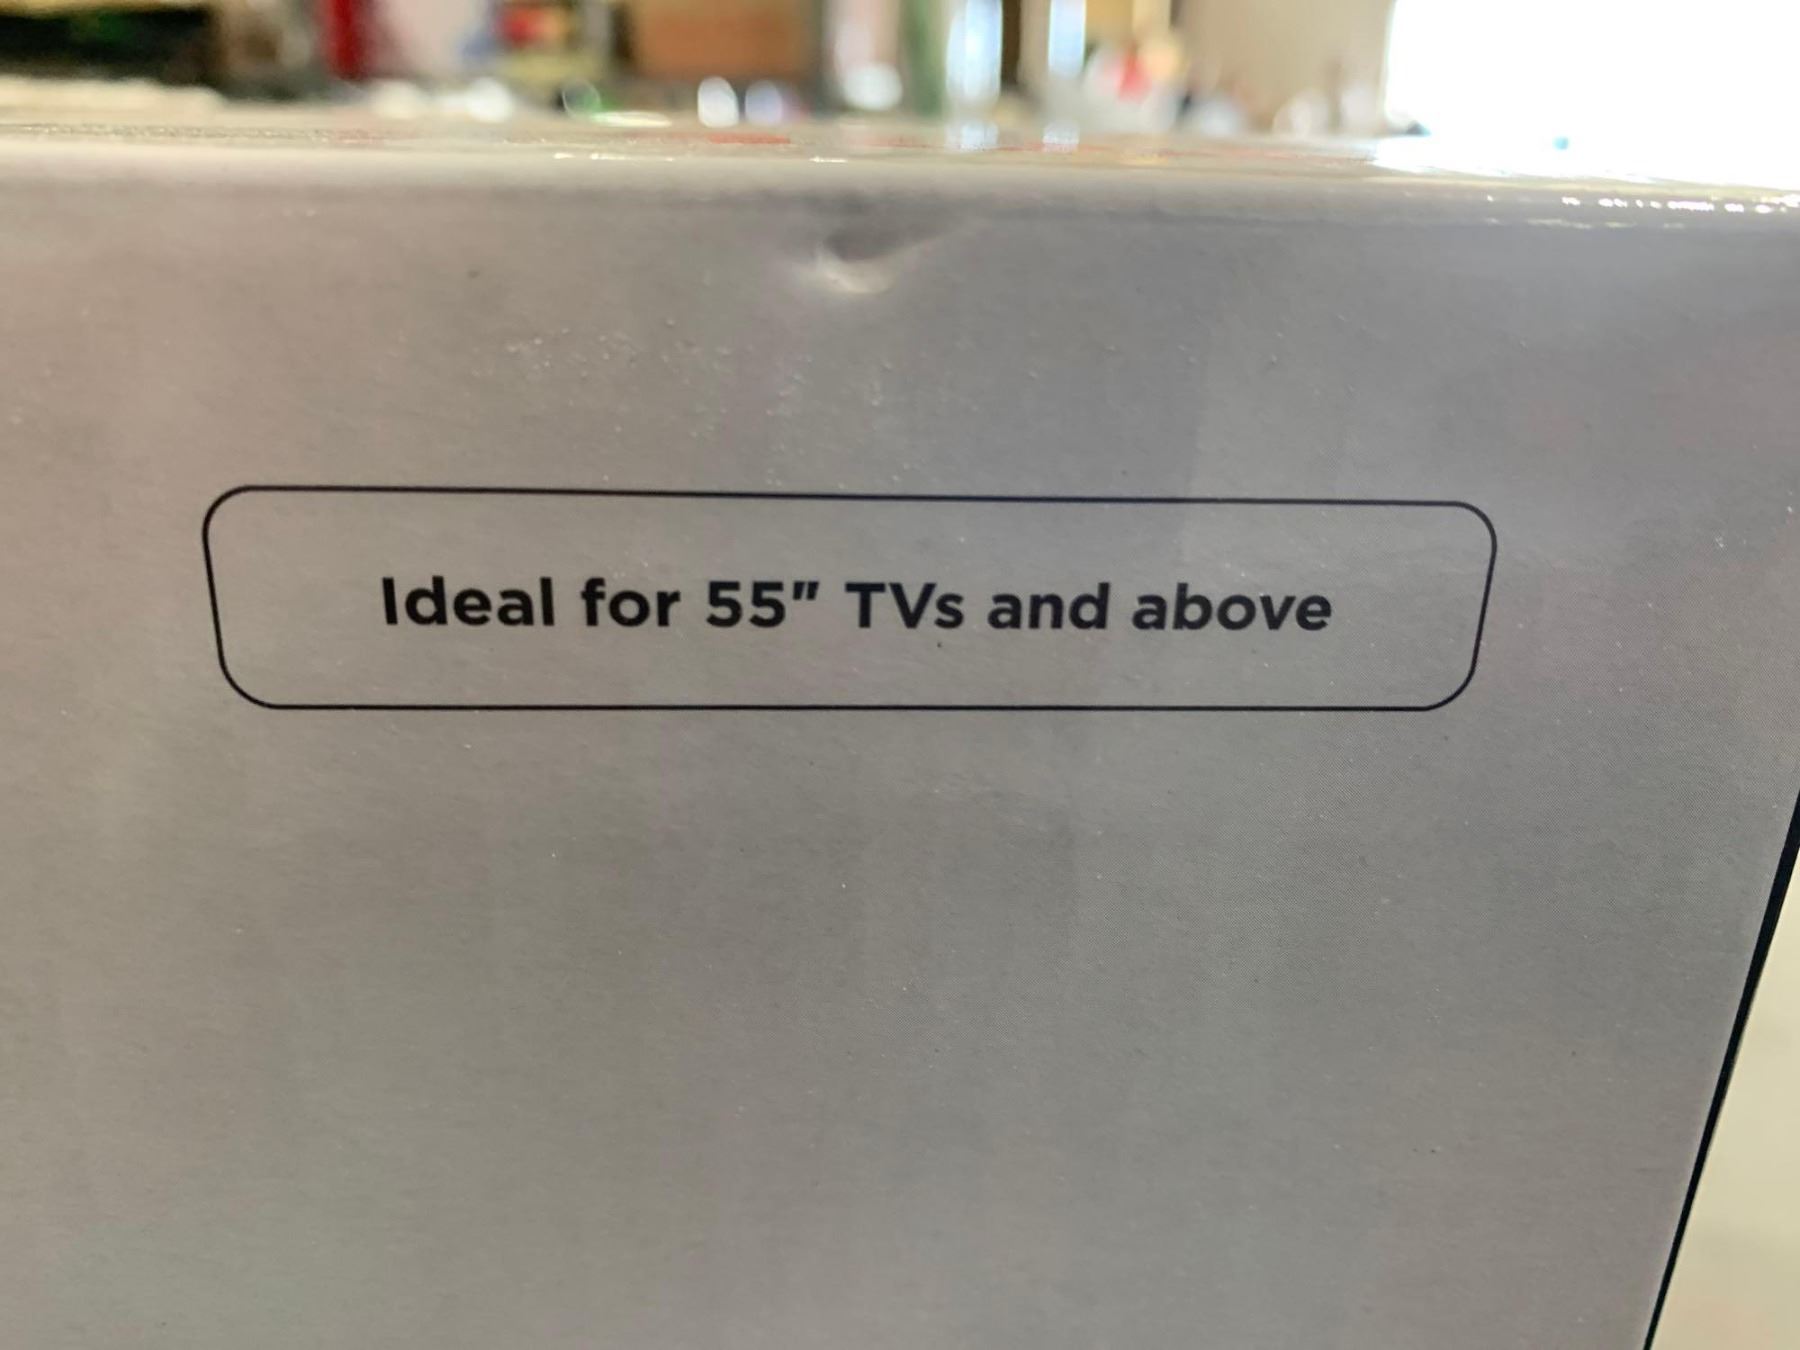 Ideal for 55" TVs and above